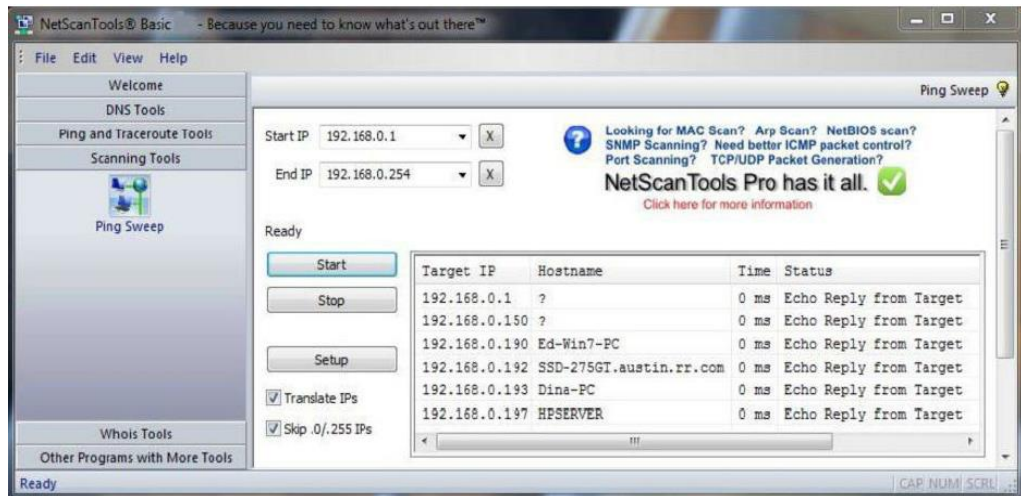 NetScanTools® Basic - Because you need to know what's out there™
File Edit View Help
Welcome
DNS Tools
Ping and Traceroute Tools
Scanning Tools
Ping Sweep
Whois Tools
Other Programs with More Tools
Ping Sweep
Start IP 192.168.0.1 X
End IP 192.168.0.254 X
Looking for MAC Scan? Arp Scan? NetBIOS scan?
SNMP Scanning? Need better ICMP packet control?
Port Scanning? TCP/UDP Packet Generation?
NetScanTools Pro has it all.
Click here for more information
Ready
Start
Stop
Setup
Translate IPs
Skip .0/.255 IPs
Target IP Hostname Time Status
192.168.0.1 ? 0 ms Echo Reply from Target
192.168.0.150 ? 0 ms Echo Reply from Target
192.168.0.190 Ed-Win7-PC 0 ms Echo Reply from Target
192.168.0.192 SSD-275GT.austin.rr.com 0 ms Echo Reply from Target
192.168.0.193 Dina-PC 0 ms Echo Reply from Target
192.168.0.197 HPSERVER 0 ms Echo Reply from Target
Ready
CAP NUM SCRL